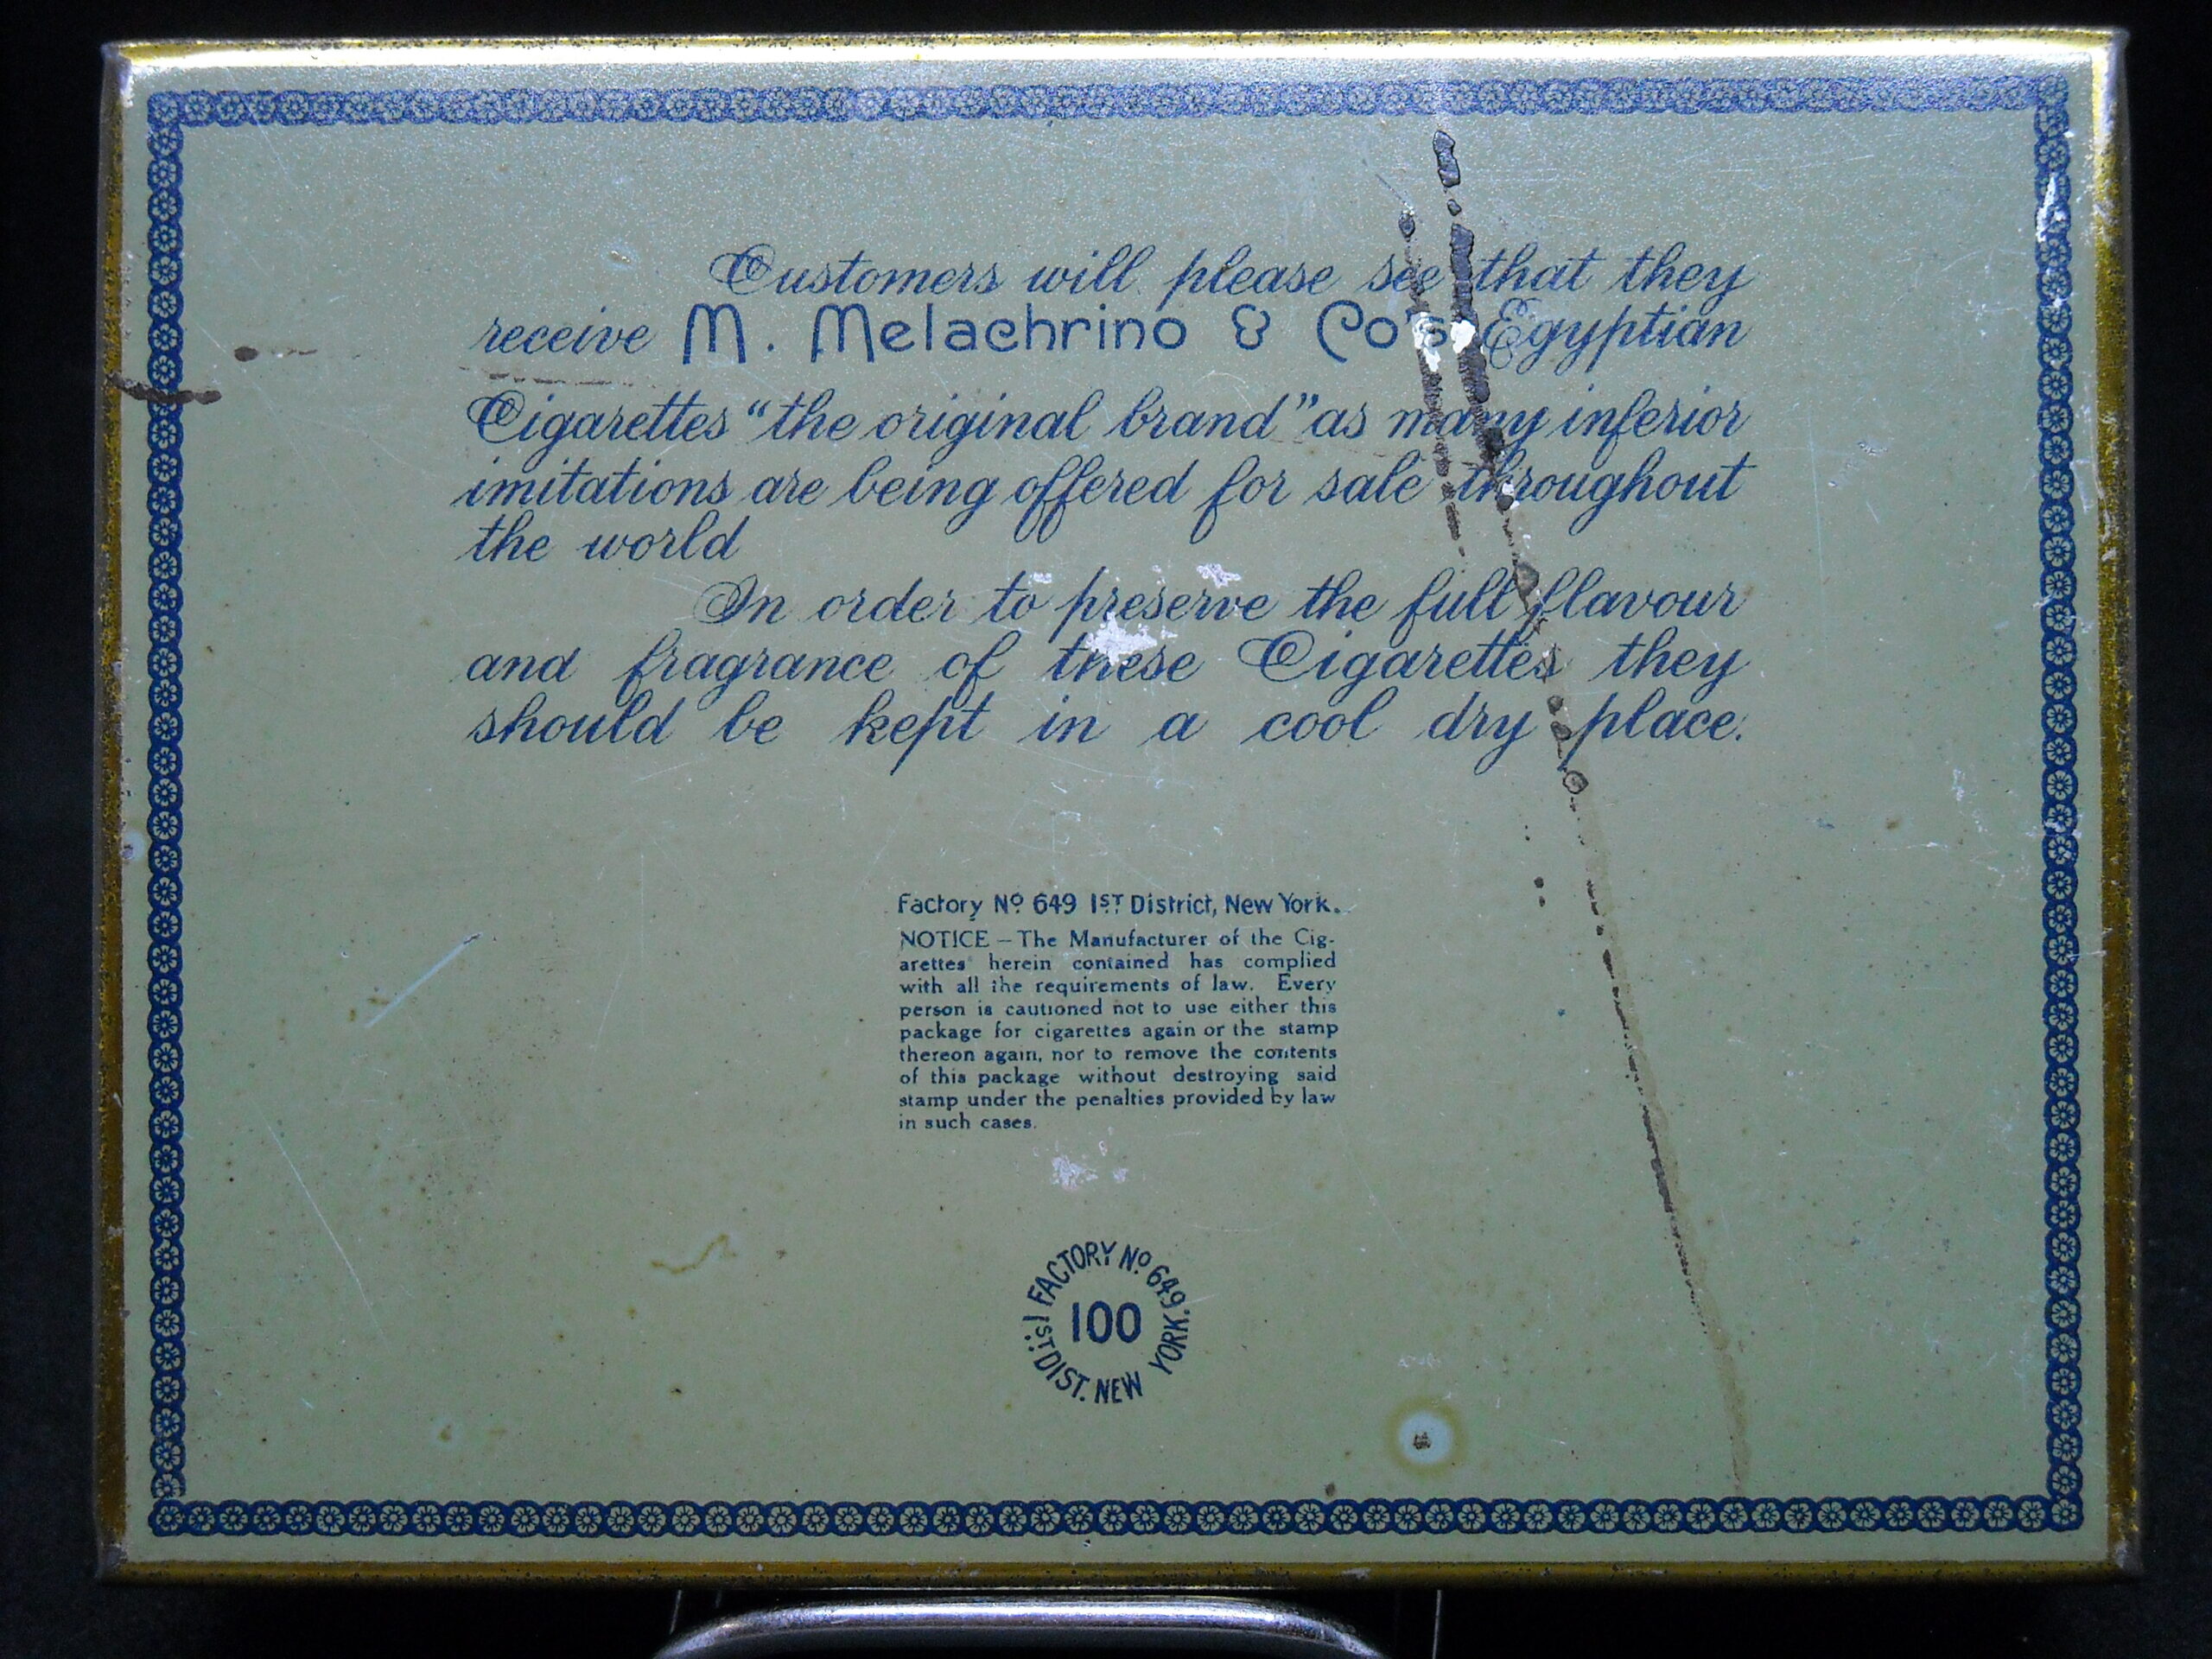 Customers will please see that they
receive M. Melachrino & Co's Egyptian
Cigarettes "the original brand" as many inferior
imitations are being offered for sale throughout
the world
In order to preserve the full flavour
and fragrance of these Cigarettes they
should be kept in a cool dry place.
Factory No 649 1ST District, New York.
NOTICE – The Manufacturer of the Cig-
arettes herein contained has complied
with all the requirements of law. Every
person is cautioned not to use either this
package for cigarettes again or the stamp
thereon again, nor to remove the contents
of this package without destroying said
stamp under the penalties provided by law
in such cases.
FACTORY No 649.
100
1ST DIST. NEW YORK.